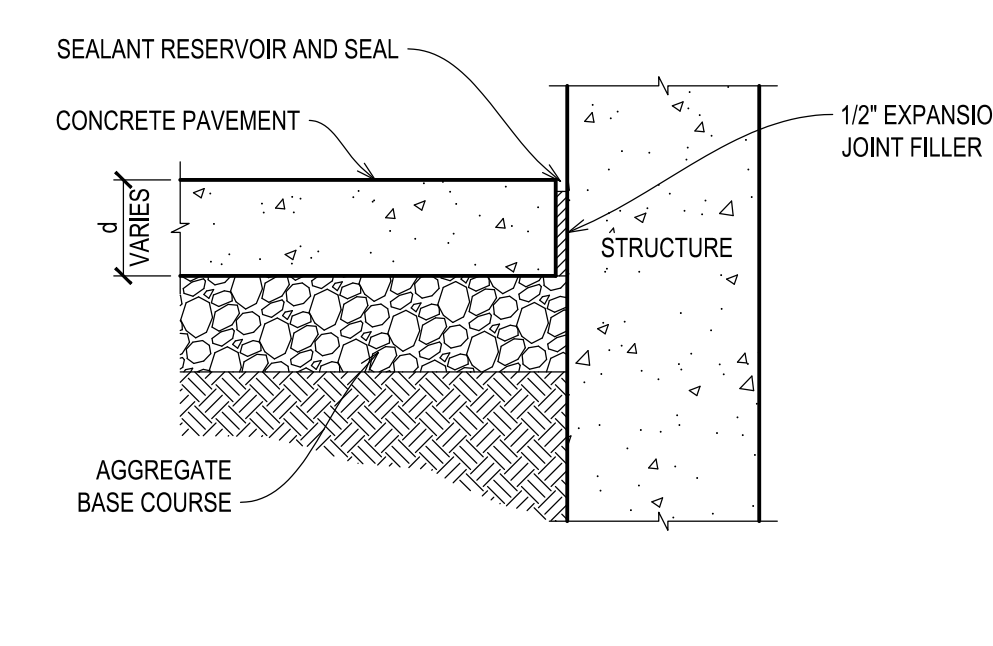 SEALANT RESERVOIR AND SEAL
CONCRETE PAVEMENT
1/2" EXPANSIO
JOINT FILLER
d
VARIES
STRUCTURE
AGGREGATE
BASE COURSE